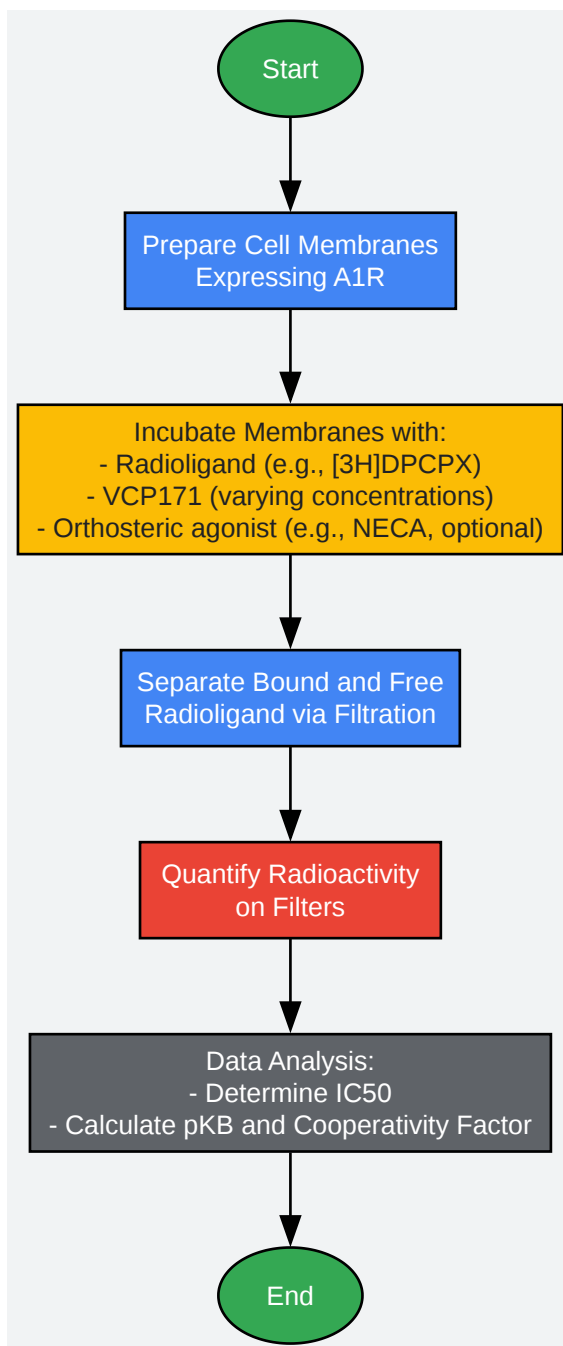 Start
Prepare Cell Membranes
Expressing A1R
Incubate Membranes with:
- Radioligand (e.g., [3H]DPCPX)
- VCP171 (varying concentrations)
- Orthosteric agonist (e.g., NECA, optional)
Separate Bound and Free
Radioligand via Filtration
Quantify Radioactivity
on Filters
Data Analysis:
- Determine IC50
- Calculate pKB and Cooperativity Factor
End